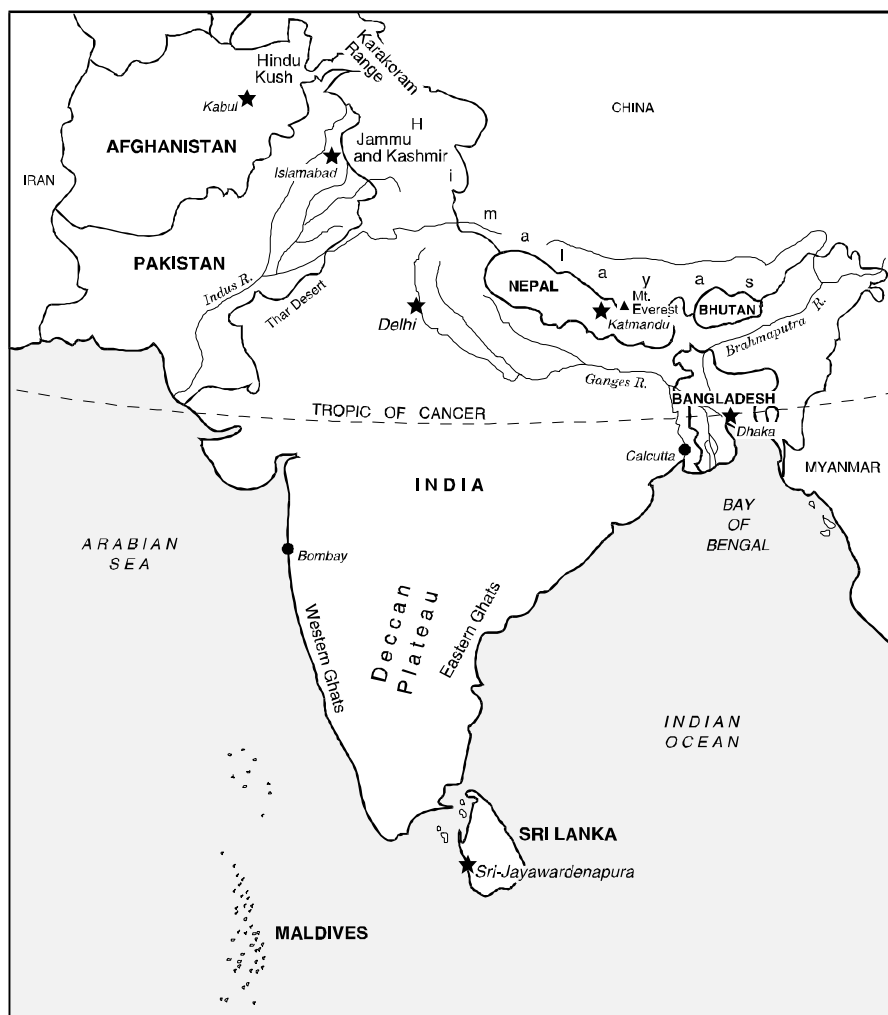 Hindu
Kush
Karakoram
Range
Kabul
CHINA
AFGHANISTAN
Jammu
and Kashmir
Islamabad
IRAN
H i m a l a y a s
PAKISTAN
Indus R.
Thar Desert
NEPAL
Mt.
Everest
BHUTAN
Delhi
Katmandu
Brahmaputra R.
Ganges R.
BANGLADESH
TROPIC OF CANCER
Dhaka
Calcutta
MYANMAR
INDIA
BAY
OF
BENGAL
ARABIAN
SEA
Bombay
Deccan
Plateau
Western Ghats
Eastern Ghats
INDIAN
OCEAN
SRI LANKA
Sri-Jayawardenapura
MALDIVES